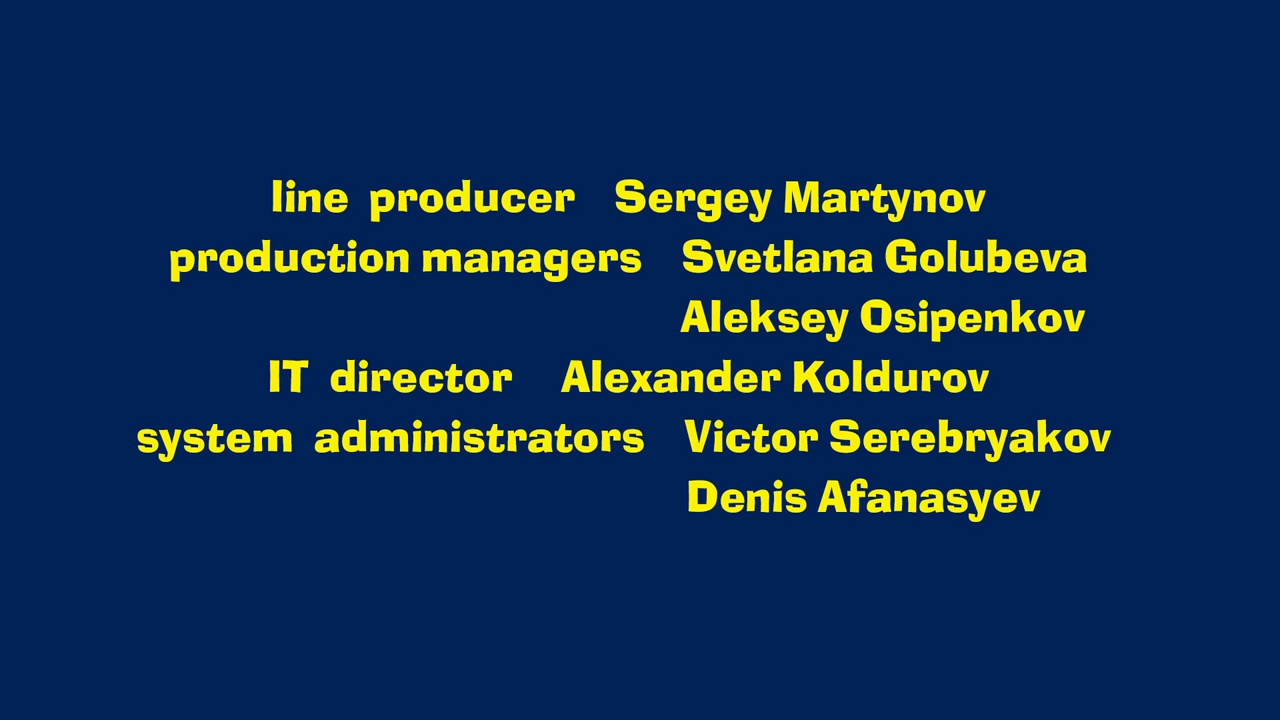 line producer Sergey Martynov
production managers Svetlana Golubeva
Aleksey Osipenkov
IT director Alexander Koldurov
system administrators Victor Serebryakov
Denis Afanasyev